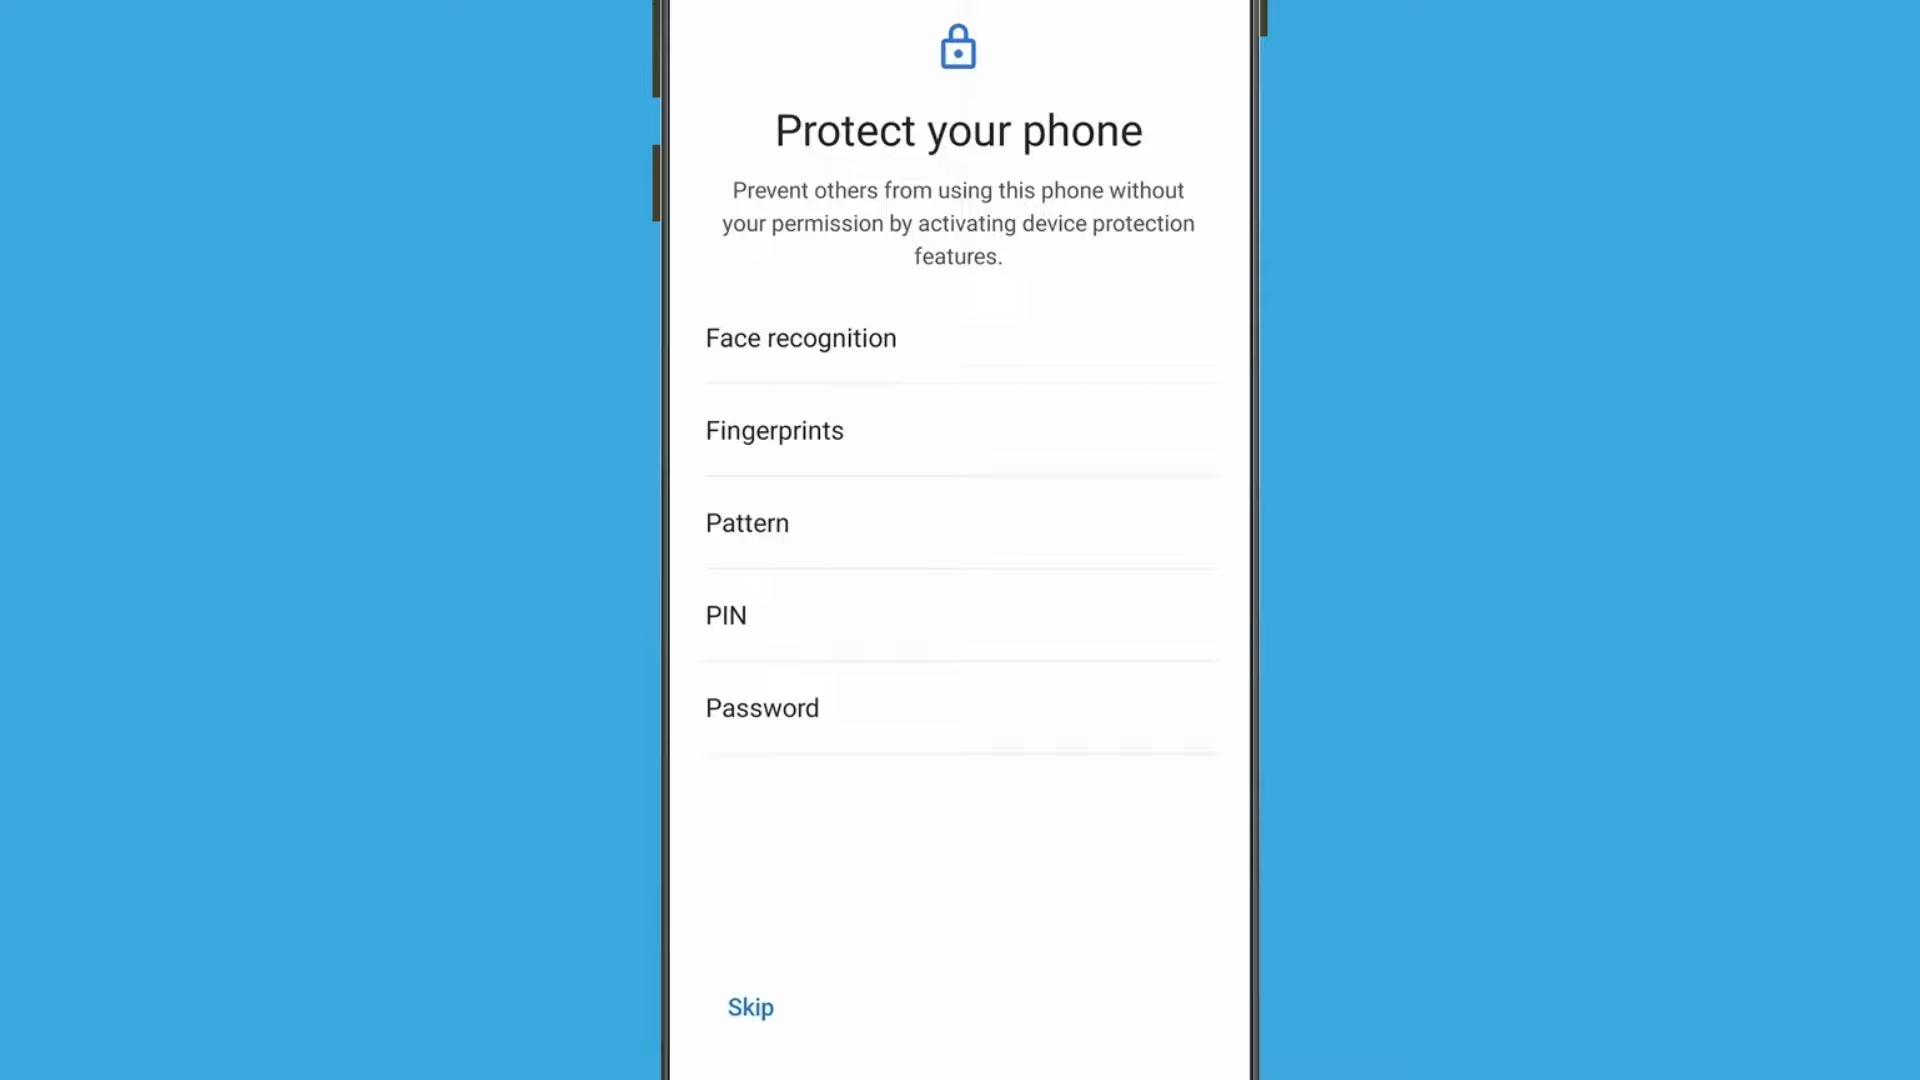 Protect your phone
Prevent others from using this phone without
your permission by activating device protection
features.
Face recognition
Fingerprints
Pattern
PIN
Password
Skip